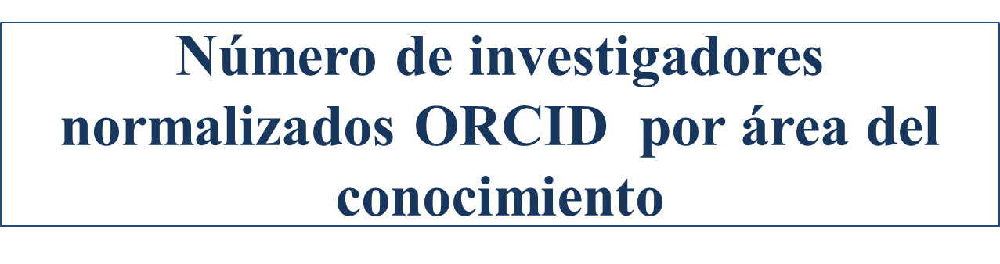 Número de investigadores
normalizados ORCID por área del
conocimiento